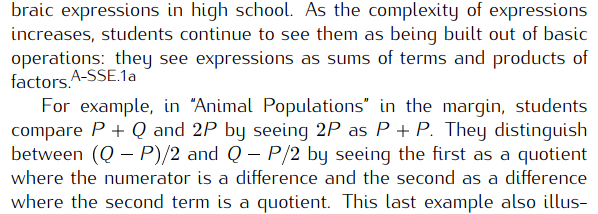 braic expressions in high school. As the complexity of expressions
increases, students continue to see them as being built out of basic
operations: they see expressions as sums of terms and products of
factors.A-SSE.1a
For example, in “Animal Populations” in the margin, students
compare P + Q and 2P by seeing 2P as P + P. They distinguish
between (Q − P)/2 and Q − P/2 by seeing the first as a quotient
where the numerator is a difference and the second as a difference
where the second term is a quotient. This last example also illus-